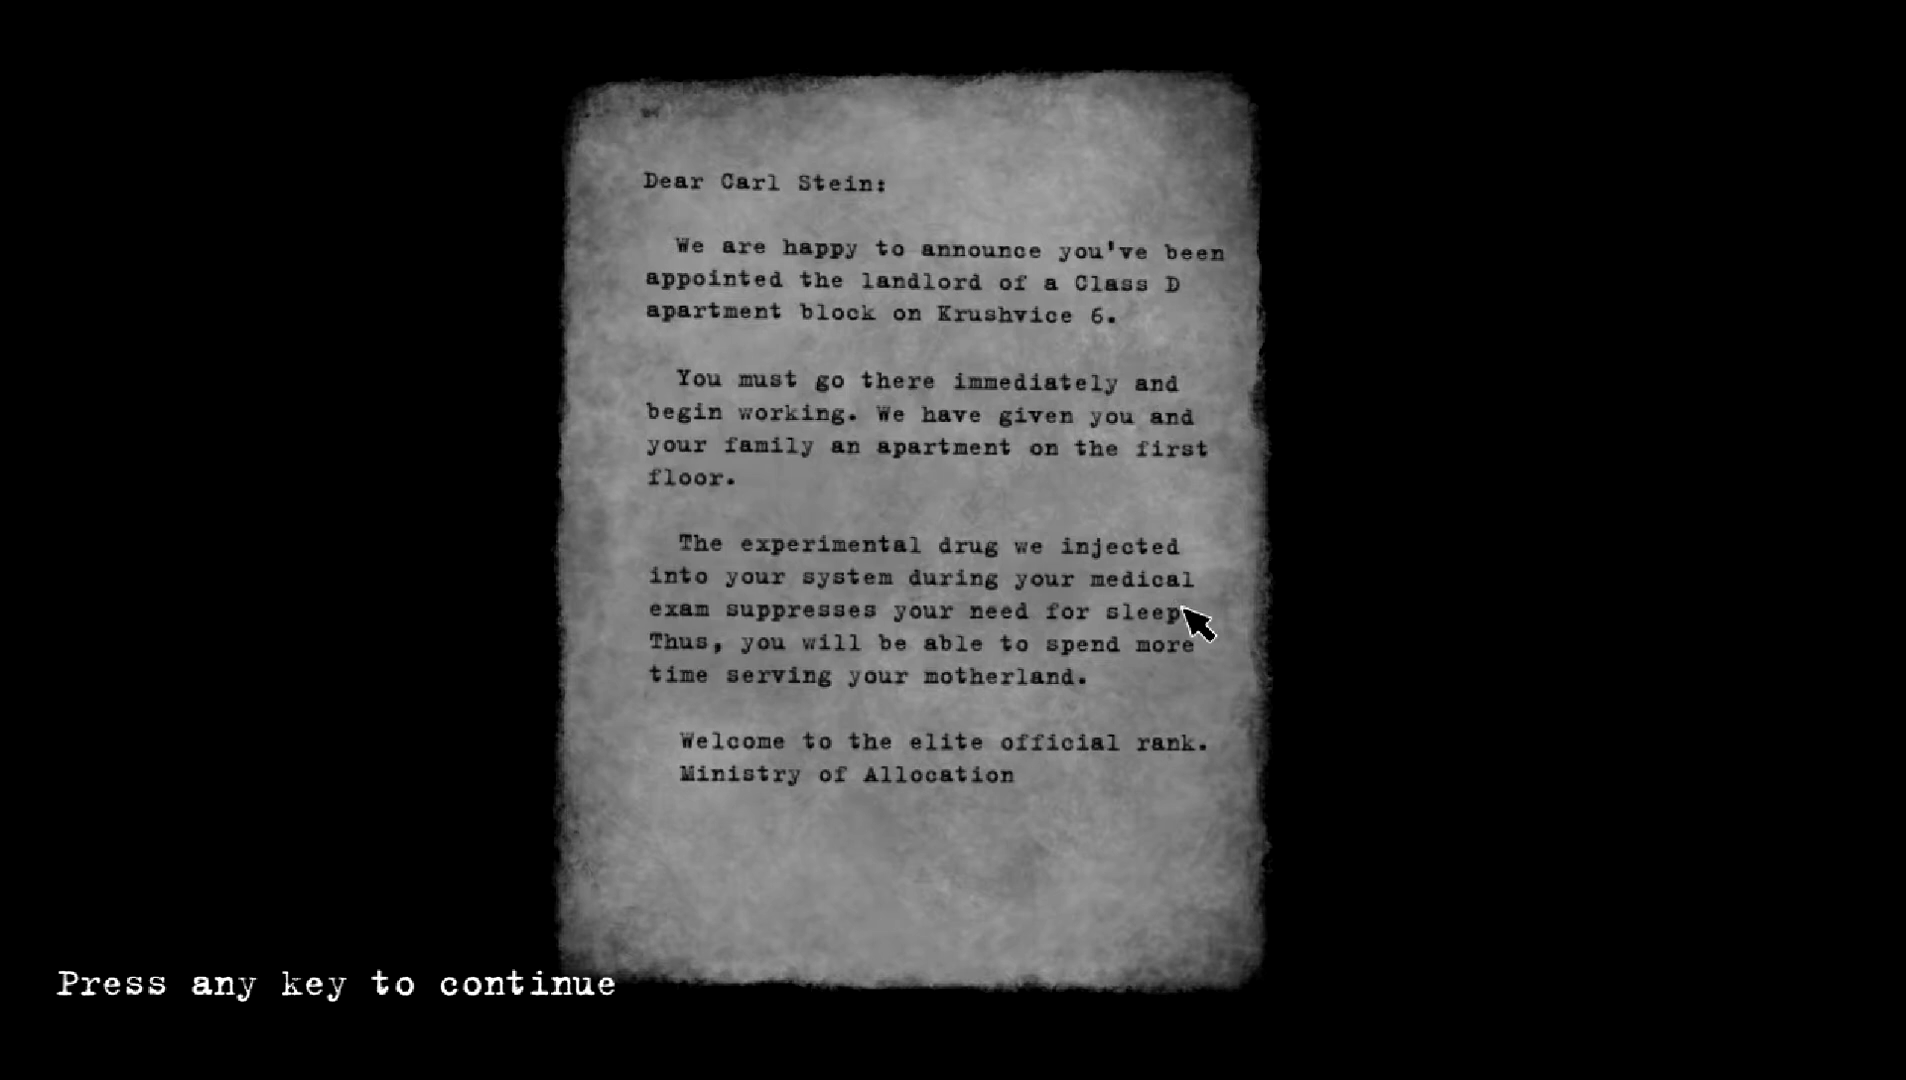 Dear Carl Stein:
We are happy to announce you've been
appointed the landlord of a Class D
apartment block on Krushvice 6.
You must go there immediately and
begin working. We have given you and
your family an apartment on the first
floor.
The experimental drug we injected
into your system during your medical
exam suppresses your need for sleep
Thus, you will be able to spend more
time serving your motherland.
Welcome to the elite official rank.
Ministry of Allocation
Press any key to continue